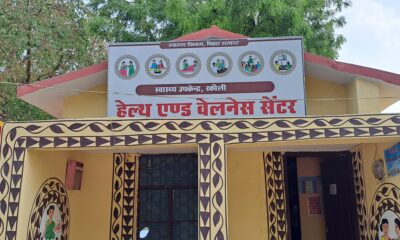 स्वास्थ्य विभाग, बिहार सरकार
स्वास्थ्य उपकेन्द्र, रकोली
हेल्थ एण्ड वेलनेस सेंटर